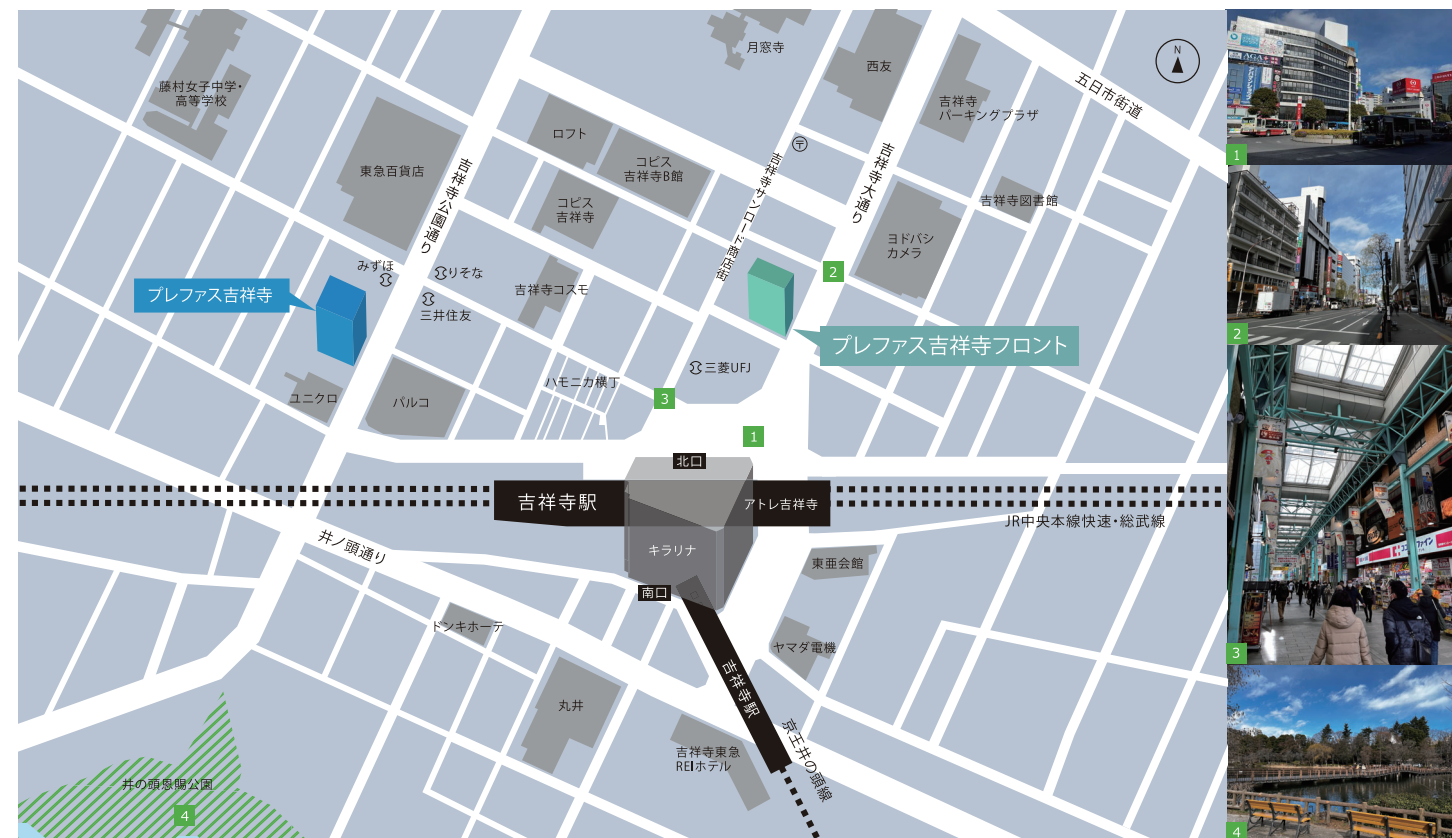 月窓寺
西友
N
五日市街道
藤村女子中学・
高等学校
吉祥寺
パーキングプラザ
ロフト
コピス
吉祥寺B館
〒
東急百貨店
吉祥寺公園通り
コピス
吉祥寺
吉祥寺サンロード商店街
吉祥寺大通り
吉祥寺図書館
ヨドバシ
カメラ
みずほ
りそな
2
プレファス吉祥寺
三井住友
吉祥寺コスモ
プレファス吉祥寺フロント
三菱UFJ
ハモニカ横丁
ユニクロ
パルコ
3
1
北口
吉祥寺駅
アトレ吉祥寺
JR中央本線快速・総武線
井ノ頭通り
キラリナ
東亜会館
南口
ドンキホーテ
ヤマダ電機
吉祥寺駅
丸井
京王井の頭線
吉祥寺東急
REIホテル
井の頭恩賜公園
4
1
2
3
4